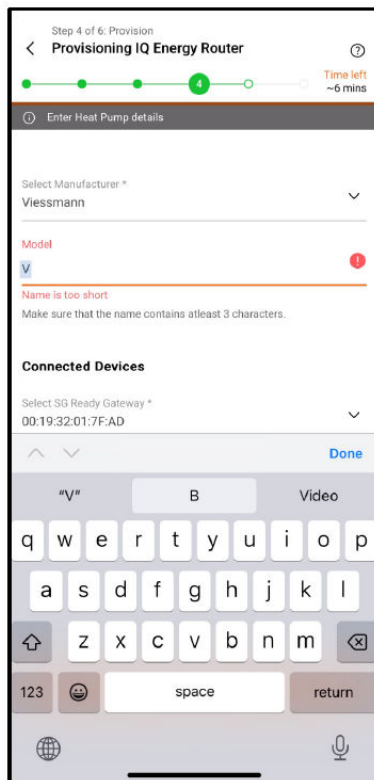 Step 4 of 6: Provision
Provisioning IQ Energy Router
4
Time left
~6 mins
Enter Heat Pump details
Select Manufacturer *
Viessmann
Model
V
Name is too short
Make sure that the name contains atleast 3 characters.
Connected Devices
Select SG Ready Gateway *
00:19:32:01:7F:AD
Done
"V" B Video
q w e r t y u i o p
a s d f g h j k l
z x c v b n m
123 space return